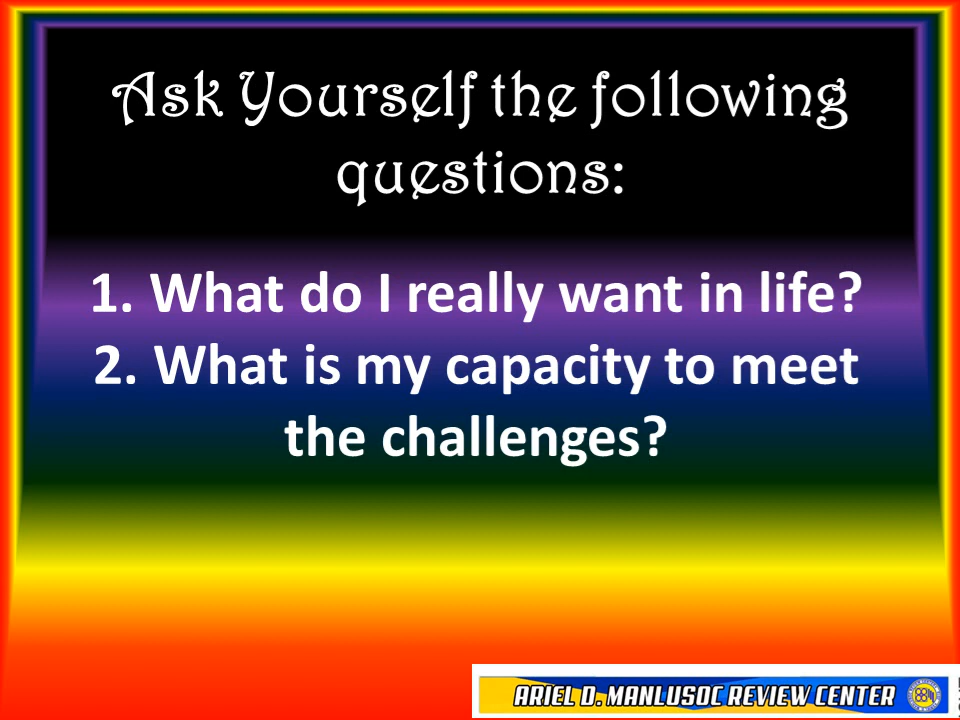 Ask Yourself the following
questions:
1. What do I really want in life?
2. What is my capacity to meet
the challenges?
ARIEL D. MANLUSOC REVIEW CENTER